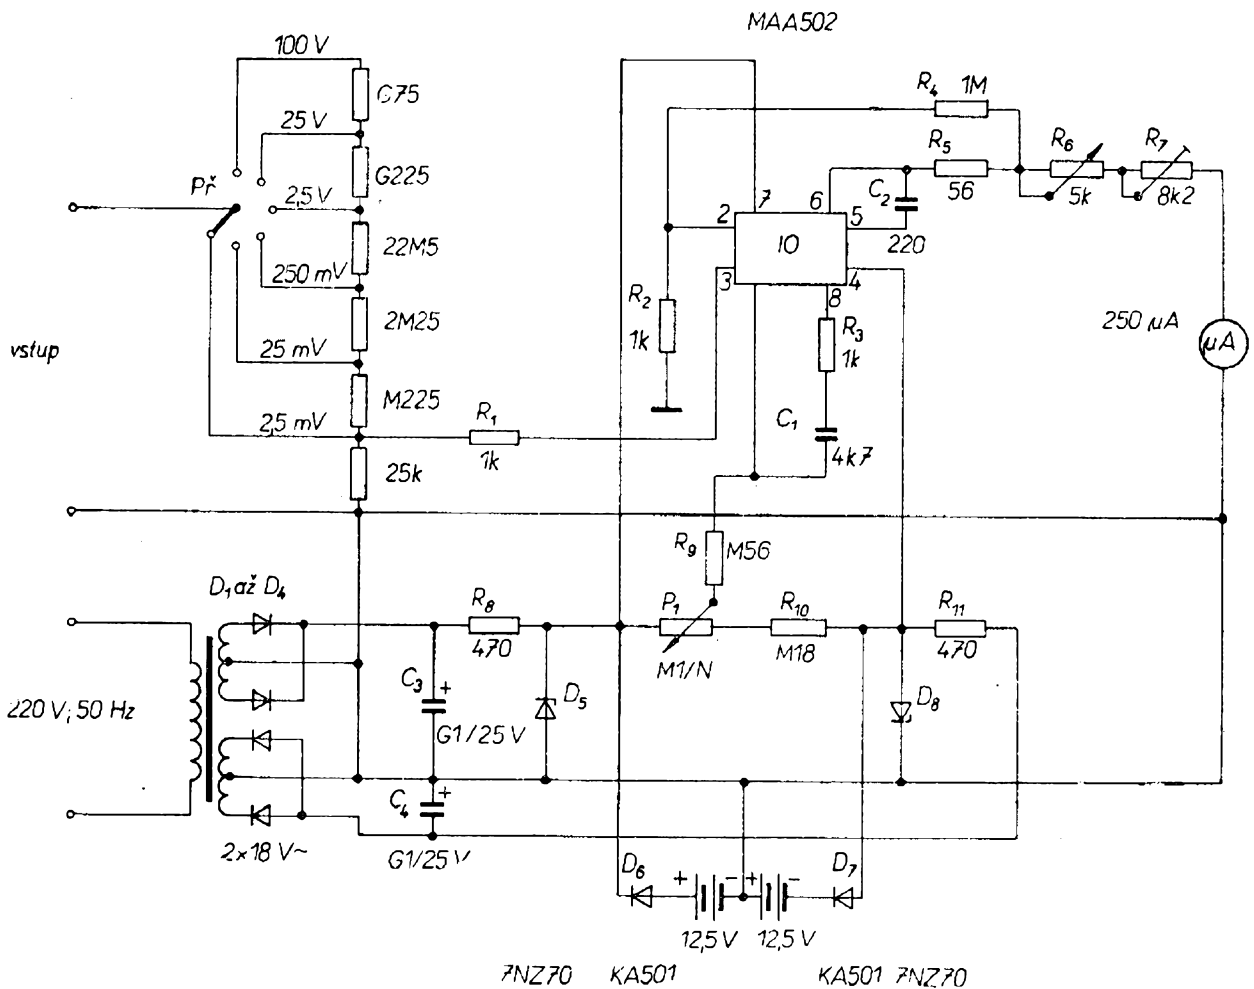 MAA502
100 V
G75
25 V
G225
Př
2,5 V
22M5
250 mV
2M25
25 mV
M225
2,5 mV
25k
vstup
R1
1k
R2
1k
R4
1M
R5
56
R6
5k
R7
8k2
C2
220
7
6
2
5
IO
3
4
8
R3
1k
C1
4k7
250 µA
µA
R9
M56
D1 až D4
R8
470
P1
M1/N
R10
M18
R11
470
220 V; 50 Hz
C3
+
G1/25 V
D5
D8
C4
+
G1/25 V
2×18 V~
D6
+
-
+
-
D7
12,5 V
12,5 V
7NZ70
KA501
KA501
7NZ70